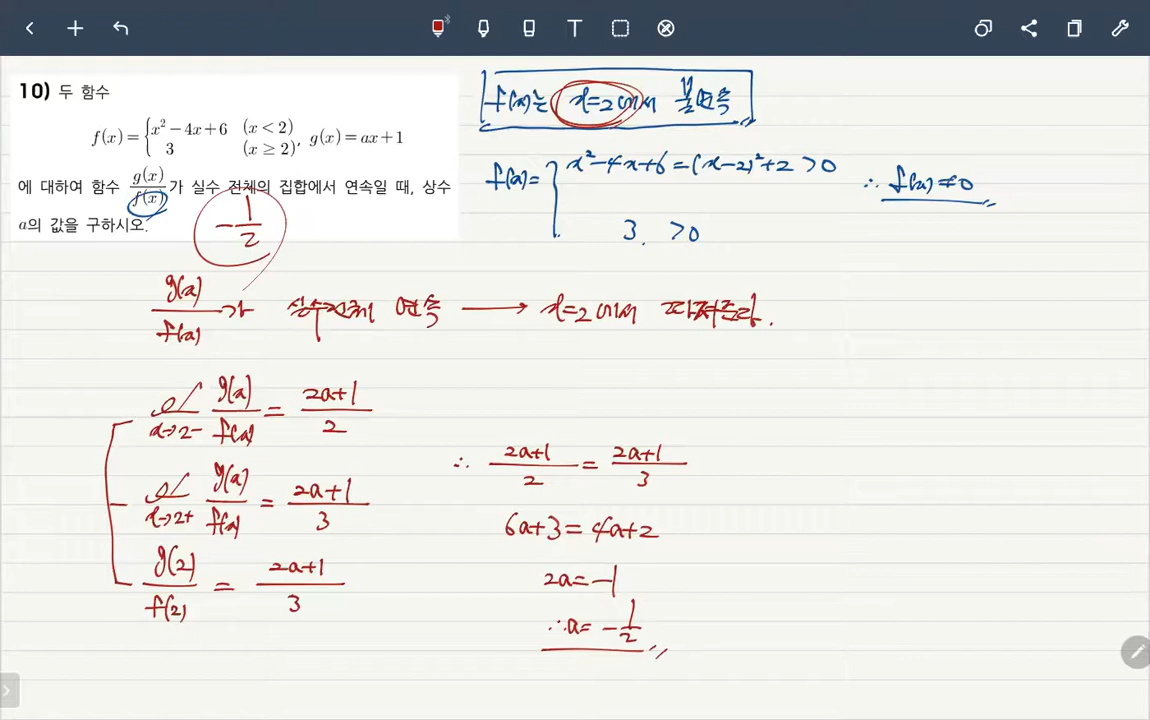 10) 두 함수
f(x) = { x² − 4x + 6 (x < 2)
3 (x ≥ 2) , g(x) = ax + 1
에 대하여 함수 g(x)/f(x) 가 실수 전체의 집합에서 연속일 때, 상수
a의 값을 구하시오.
−1/2
f(x)는 x=2에서 불연속
f(x) = { x²−4x+6 = (x−2)²+2 > 0
3. > 0
∴ f(x) ≠ 0
g(x)/f(x) 가 실수전체 연속 → x=2에서 따져준다.
lim x→2− g(x)/f(x) = 2a+1/2
lim x→2+ g(x)/f(x) = 2a+1/3
g(2)/f(2) = 2a+1/3
∴ 2a+1/2 = 2a+1/3
6a+3 = 4a+2
2a = −1
∴ a = −1/2